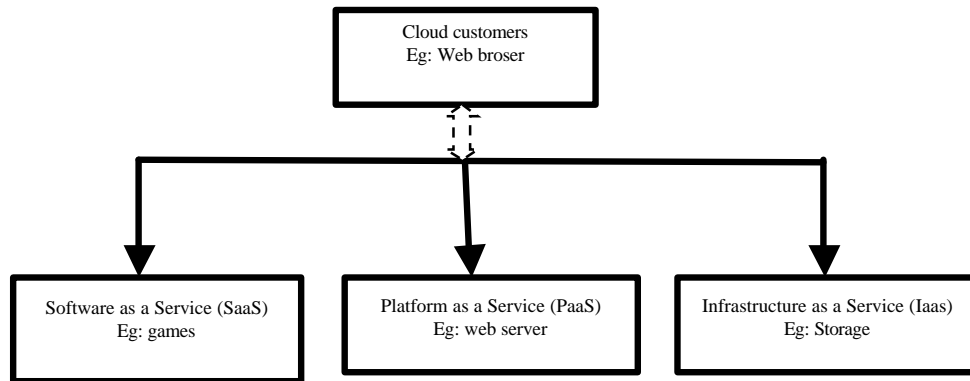 Cloud customers
Eg: Web broser
Software as a Service (SaaS)
Eg: games
Platform as a Service (PaaS)
Eg: web server
Infrastructure as a Service (Iaas)
Eg: Storage